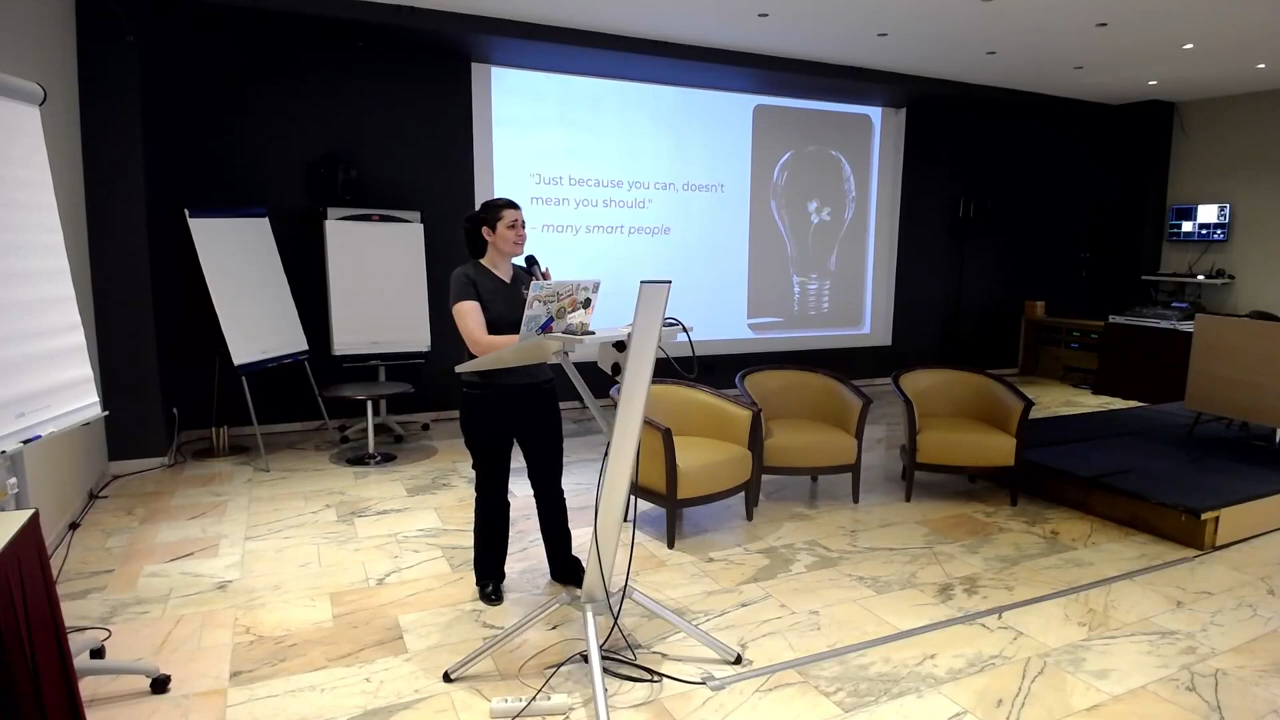 "Just because you can, doesn't
mean you should."
– many smart people